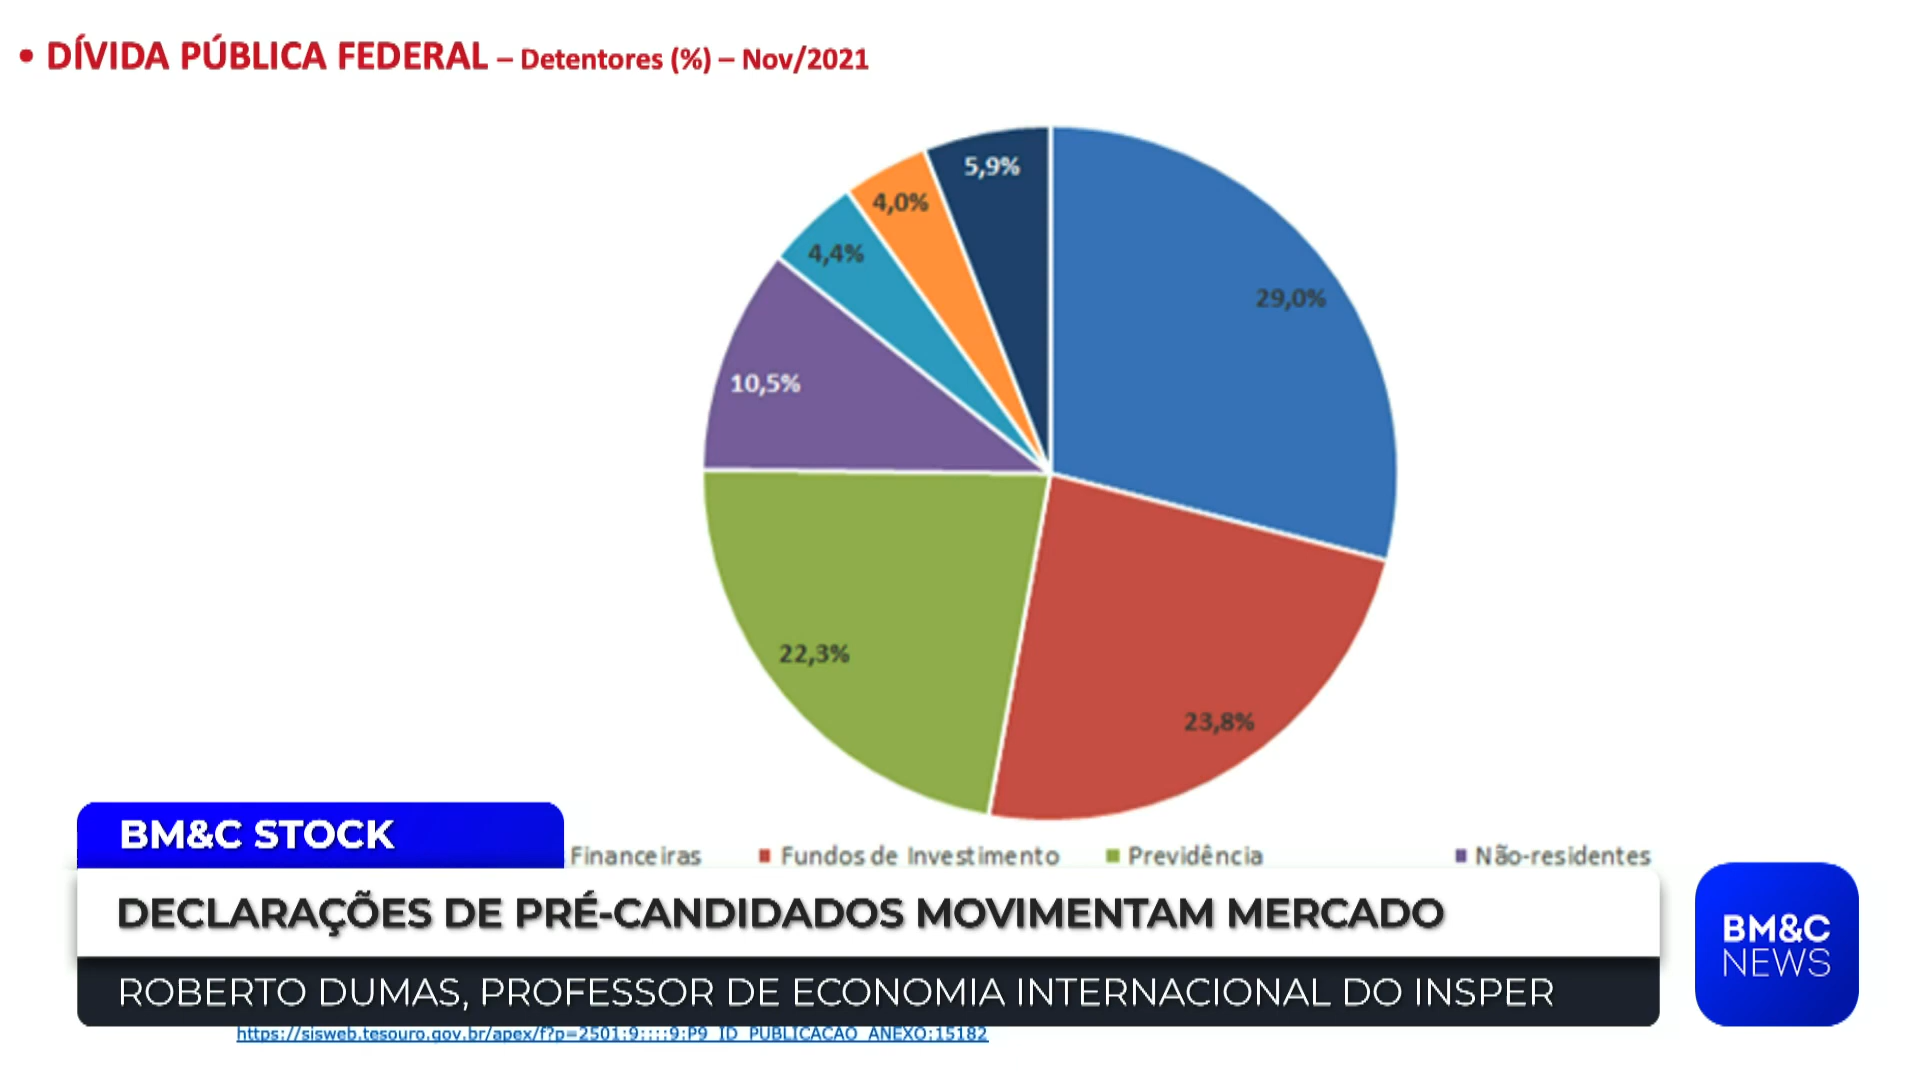 • DÍVIDA PÚBLICA FEDERAL – Detentores (%) – Nov/2021
5,9%
4,0%
4,4%
29,0%
10,5%
22,3%
23,8%
Financeiras
Fundos de Investimento
Previdência
Não-residentes
BM&C STOCK
DECLARAÇÕES DE PRÉ-CANDIDADOS MOVIMENTAM MERCADO
ROBERTO DUMAS, PROFESSOR DE ECONOMIA INTERNACIONAL DO INSPER
BM&C
NEWS
https://sisweb.tesouro.gov.br/apex/f?p=2501:9::::9:P9_ID_PUBLICACAO_ANEXO:15182